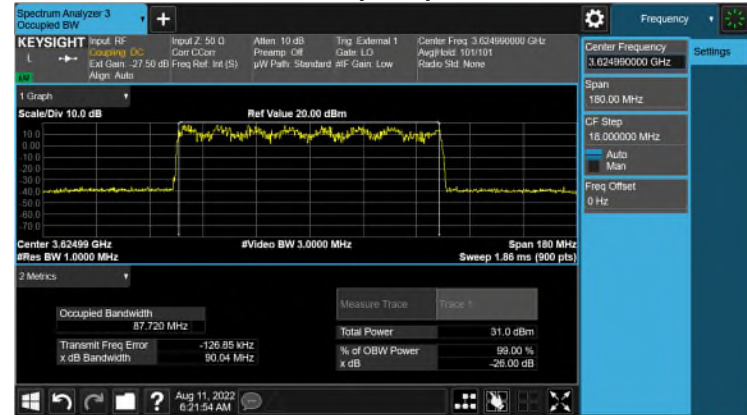 Spectrum Analyzer 3
Occupied BW
Frequency
KEYSIGHT
Input: RF
Coupling: DC
Ext Gain: -27.50 dB
Align: Auto
Input Z: 50 Ω
Corr CCorr
Freq Ref: Int (S)
Atten: 10 dB
Preamp: Off
µW Path: Standard
Trig: External 1
Gate: LO
#IF Gain: Low
Center Freq: 3.624990000 GHz
Avg|Hold: 101/101
Radio Std: None
Center Frequency
3.624990000 GHz
Settings
Span
180.00 MHz
CF Step
18.000000 MHz
Auto
Man
Freq Offset
0 Hz
1 Graph
Scale/Div 10.0 dB
Ref Value 20.00 dBm
10.0
0.00
-10.0
-20.0
-30.0
-40.0
-50.0
-60.0
-70.0
Center 3.62499 GHz
#Video BW 3.0000 MHz
Span 180 MHz
#Res BW 1.0000 MHz
Sweep 1.86 ms (900 pts)
2 Metrics
Occupied Bandwidth
87.720 MHz
Transmit Freq Error
-126.85 kHz
x dB Bandwidth
90.04 MHz
Measure Trace
Trace 1
Total Power
31.0 dBm
% of OBW Power
99.00 %
x dB
-26.00 dB
?
Aug 11, 2022
6:21:54 AM